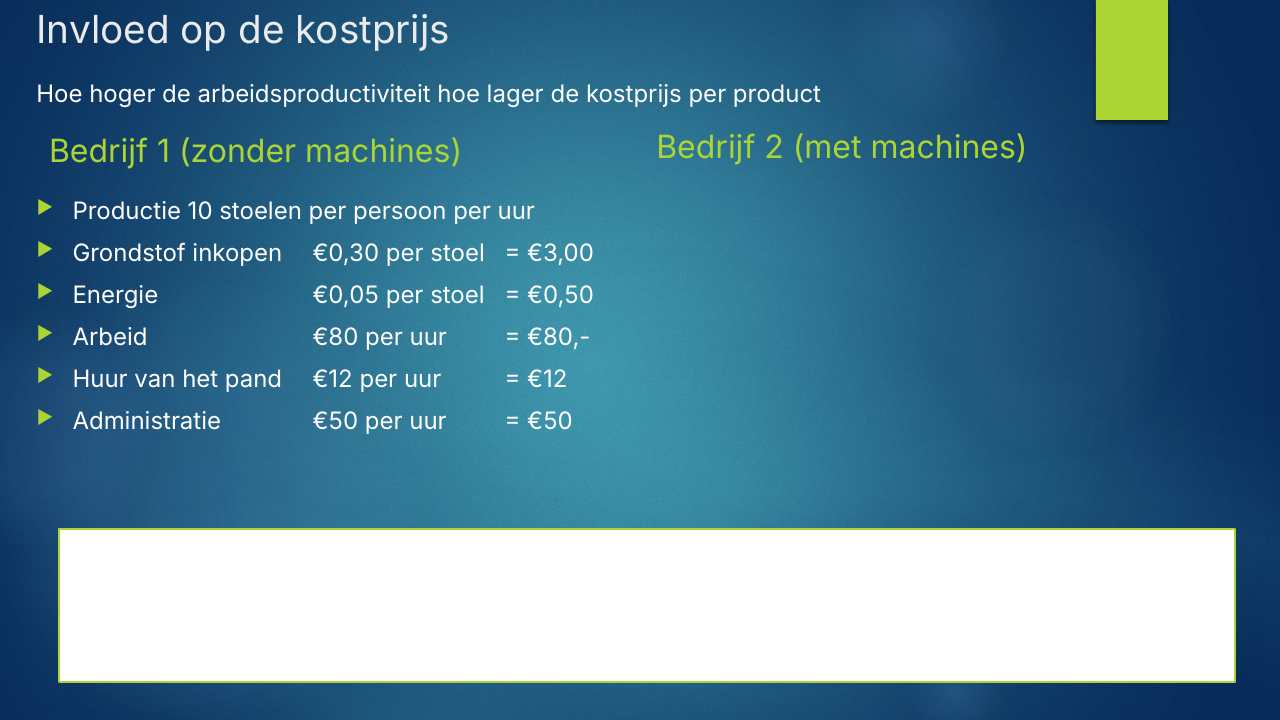 Invloed op de kostprijs
Hoe hoger de arbeidsproductiviteit hoe lager de kostprijs per product
Bedrijf 1 (zonder machines)
Productie 10 stoelen per persoon per uur
Grondstof inkopen €0,30 per stoel = €3,00
Energie €0,05 per stoel = €0,50
Arbeid €80 per uur = €80,-
Huur van het pand €12 per uur = €12
Administratie €50 per uur = €50
Bedrijf 2 (met machines)